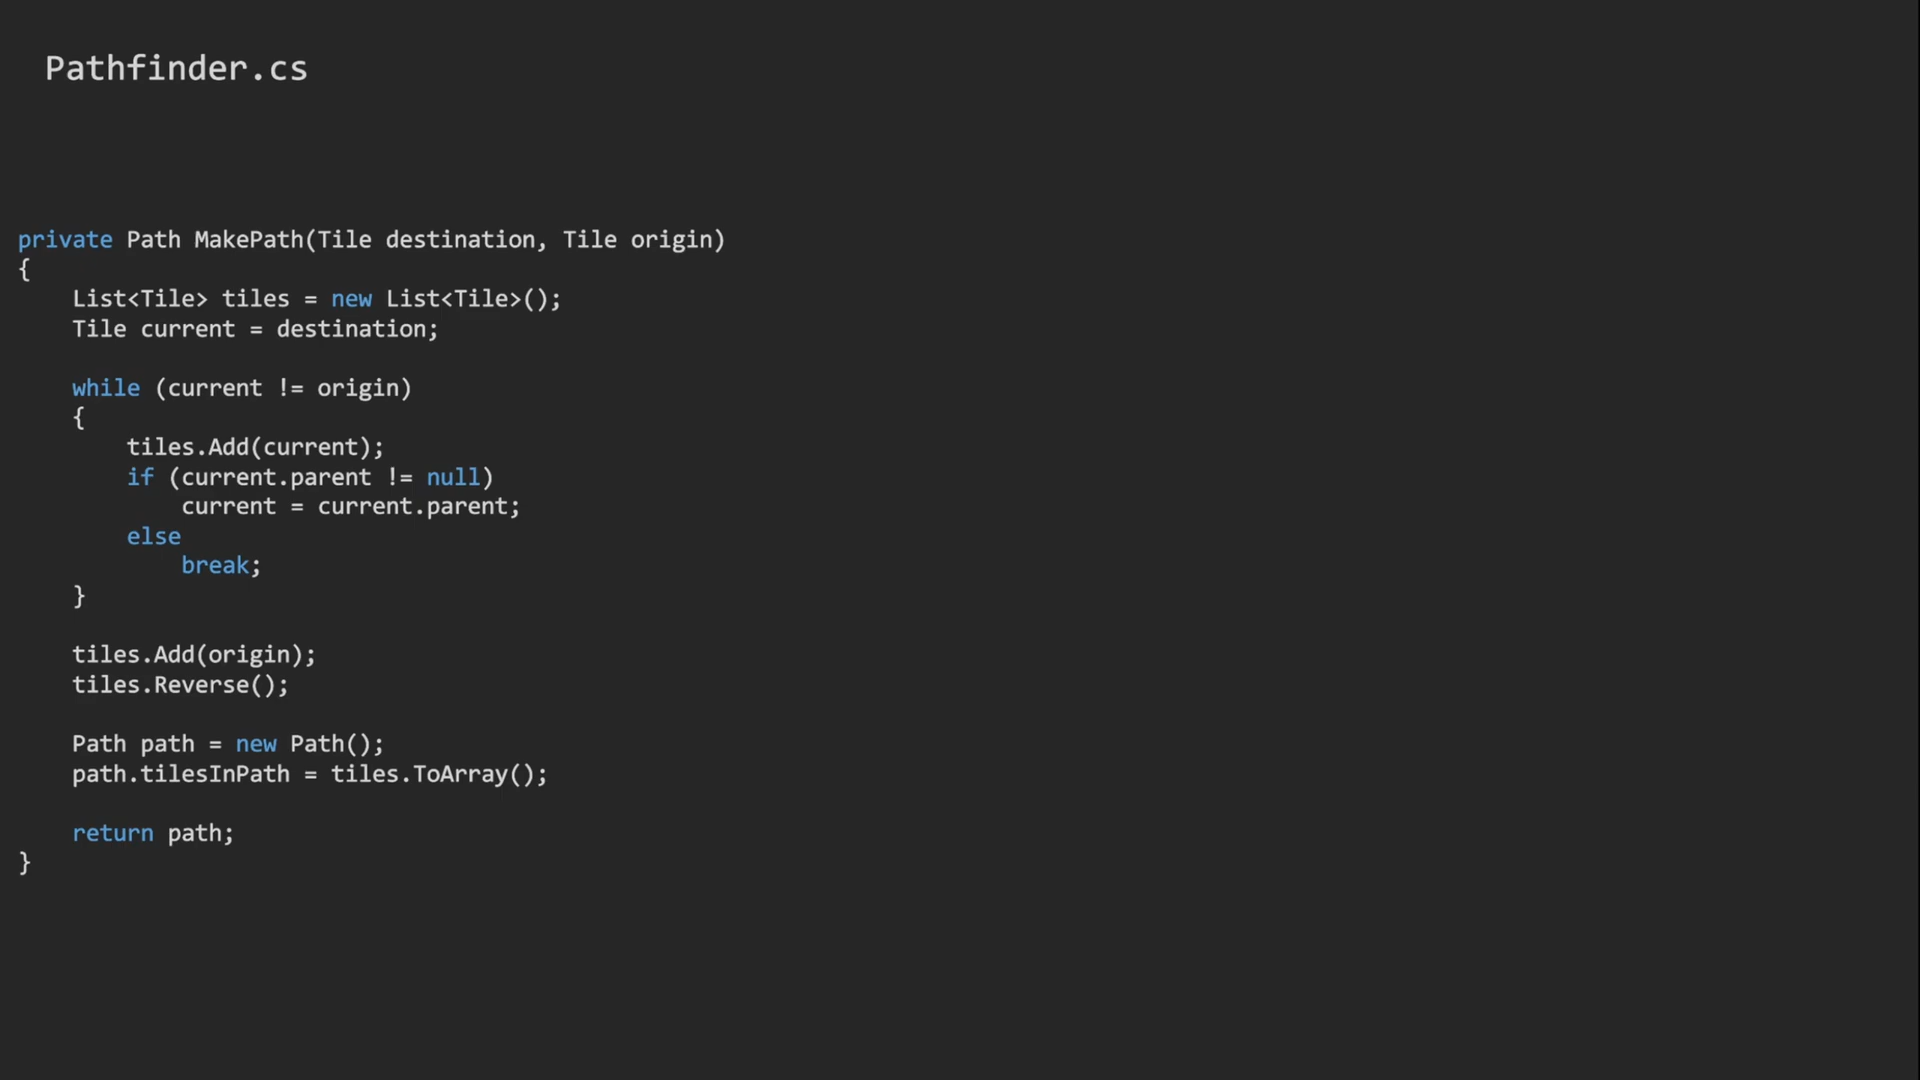 Pathfinder.cs
private Path MakePath(Tile destination, Tile origin)
{
    List<Tile> tiles = new List<Tile>();
    Tile current = destination;
    while (current != origin)
    {
        tiles.Add(current);
        if (current.parent != null)
            current = current.parent;
        else
            break;
    }
    tiles.Add(origin);
    tiles.Reverse();
    Path path = new Path();
    path.tilesInPath = tiles.ToArray();
    return path;
}